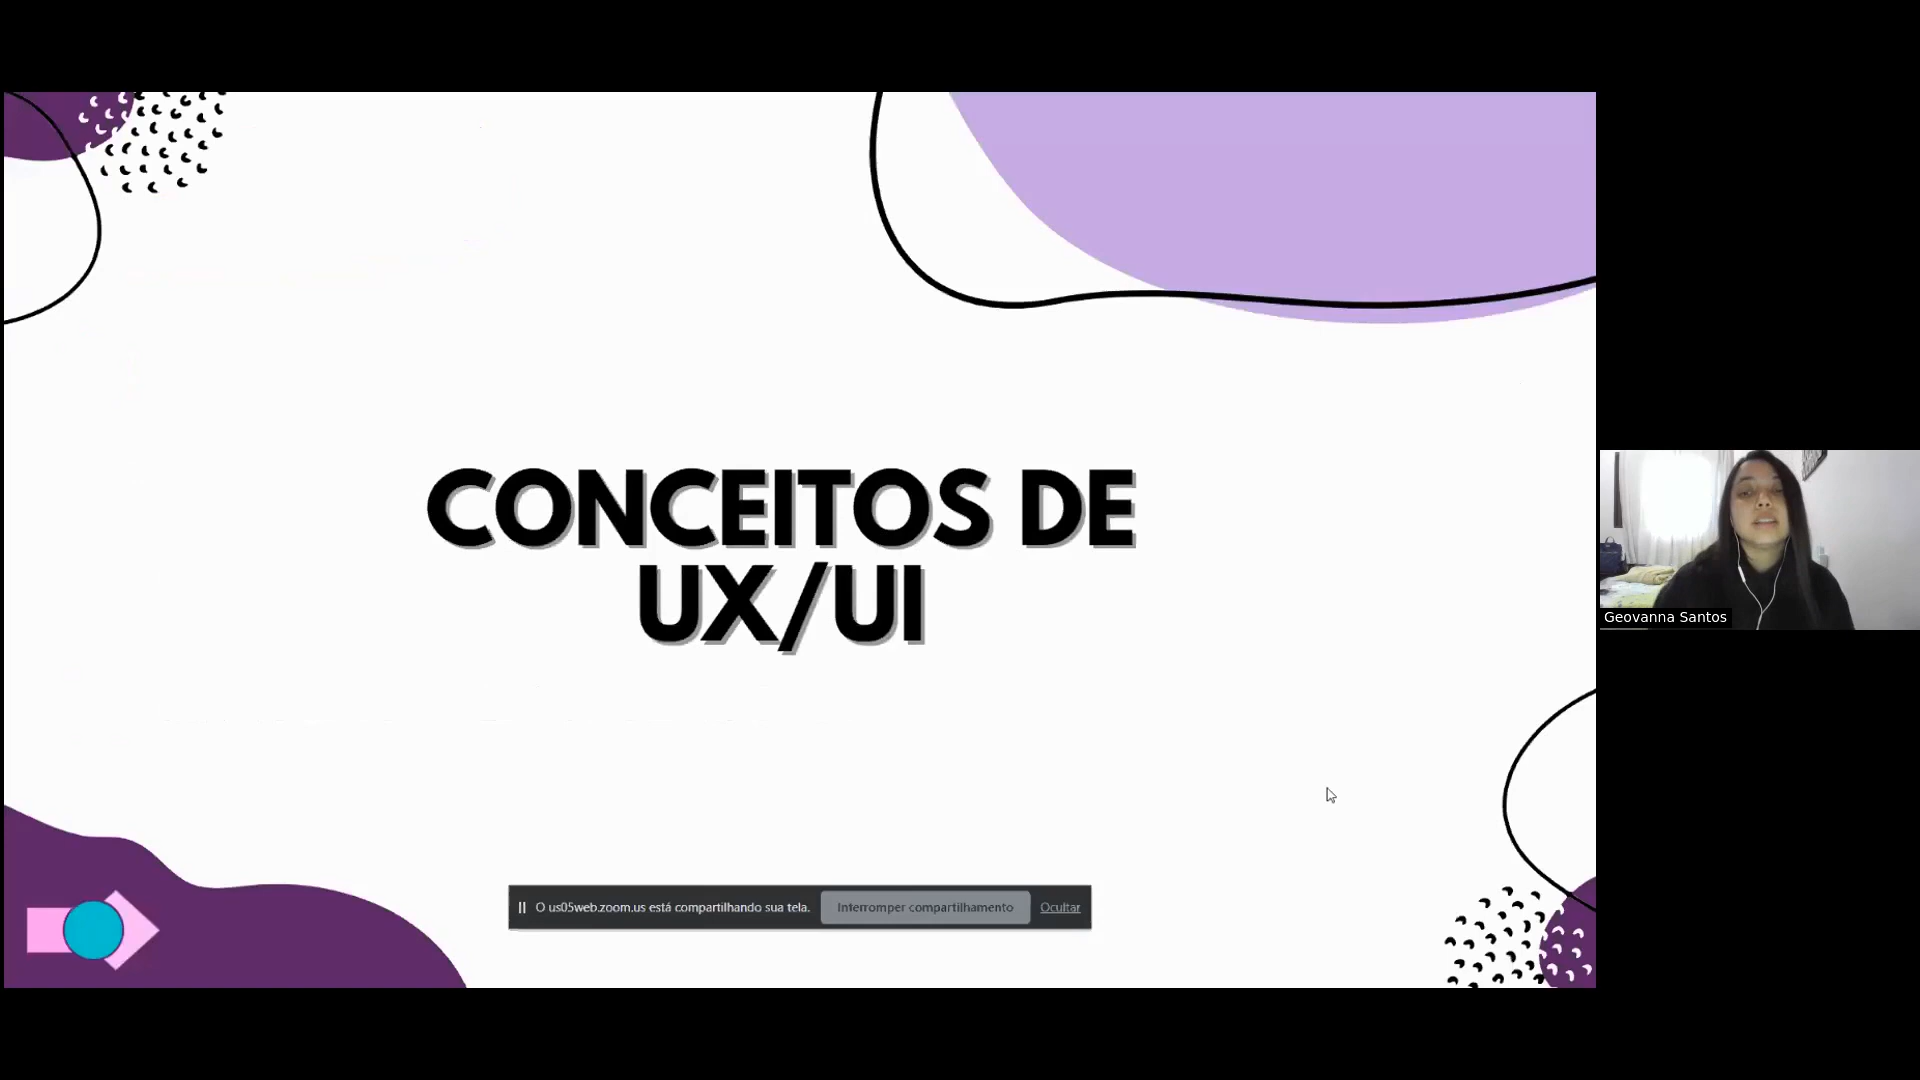 CONCEITOS DE
UX/UI
Geovanna Santos
O us05web.zoom.us está compartilhando sua tela. Interromper compartilhamento Ocultar